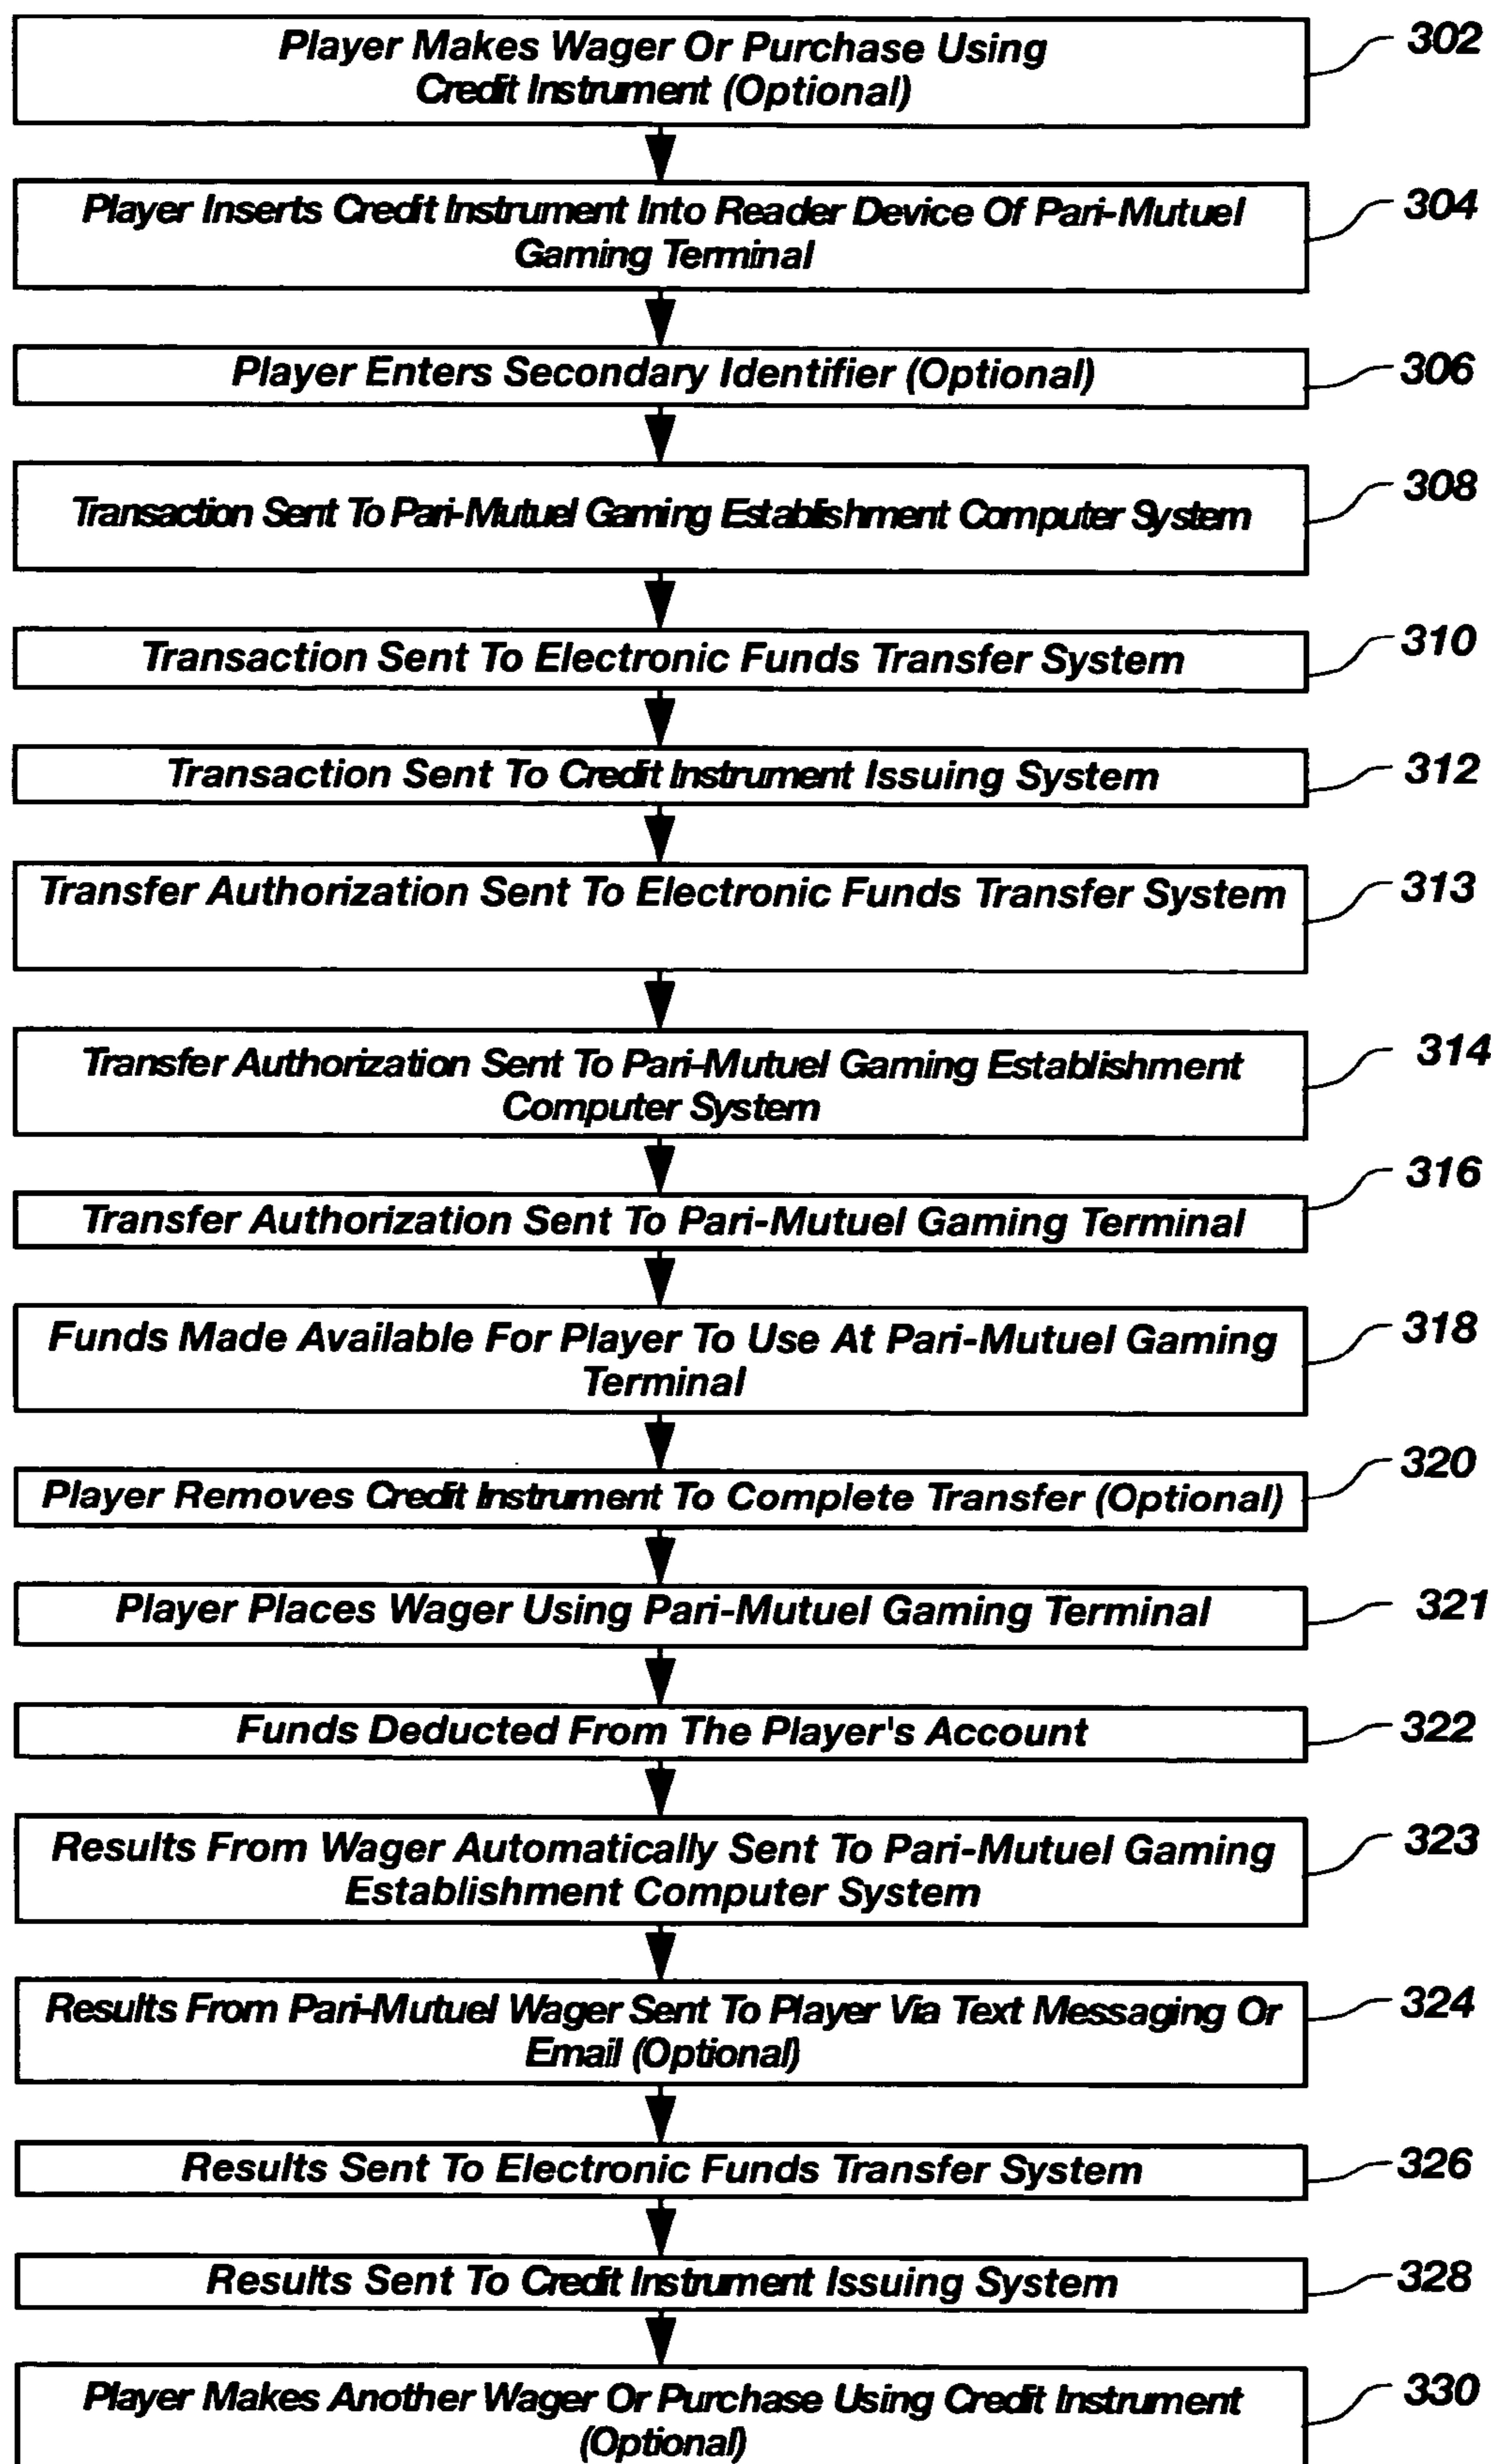 Player Makes Wager Or Purchase Using
Credit Instrument (Optional)
302
Player Inserts Credit Instrument Into Reader Device Of Pari-Mutuel
Gaming Terminal
304
Player Enters Secondary Identifier (Optional)
306
Transaction Sent To Pari-Mutuel Gaming Establishment Computer System
308
Transaction Sent To Electronic Funds Transfer System
310
Transaction Sent To Credit Instrument Issuing System
312
Transfer Authorization Sent To Electronic Funds Transfer System
313
Transfer Authorization Sent To Pari-Mutuel Gaming Establishment
Computer System
314
Transfer Authorization Sent To Pari-Mutuel Gaming Terminal
316
Funds Made Available For Player To Use At Pari-Mutuel Gaming
Terminal
318
Player Removes Credit Instrument To Complete Transfer (Optional)
320
Player Places Wager Using Pari-Mutuel Gaming Terminal
321
Funds Deducted From The Player's Account
322
Results From Wager Automatically Sent To Pari-Mutuel Gaming
Establishment Computer System
323
Results From Pari-Mutuel Wager Sent To Player Via Text Messaging Or
Email (Optional)
324
Results Sent To Electronic Funds Transfer System
326
Results Sent To Credit Instrument Issuing System
328
Player Makes Another Wager Or Purchase Using Credit Instrument
(Optional)
330